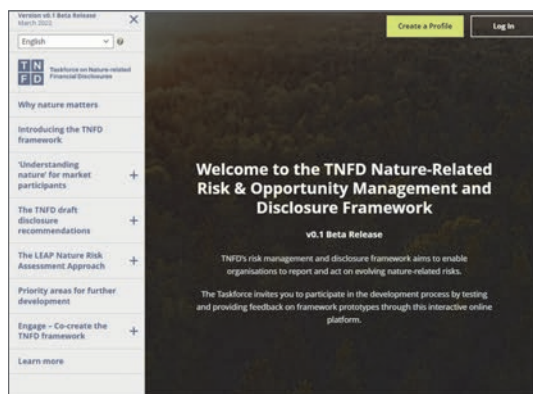 Version v0.1 Beta Release
March 2022
English
TN
FD
Taskforce on Nature-related
Financial Disclosures
Why nature matters
Introducing the TNFD
framework
'Understanding
nature' for market
participants
The TNFD draft
disclosure
recommendations
The LEAP Nature Risk
Assessment Approach
Priority areas for further
development
Engage – Co-create the
TNFD framework
Learn more
Create a Profile
Log In
Welcome to the TNFD Nature-Related
Risk & Opportunity Management and
Disclosure Framework
v0.1 Beta Release
TNFD's risk management and disclosure framework aims to enable
organisations to report and act on evolving nature-related risks.
The Taskforce invites you to participate in the development process by testing
and providing feedback on framework prototypes through this interactive online
platform.